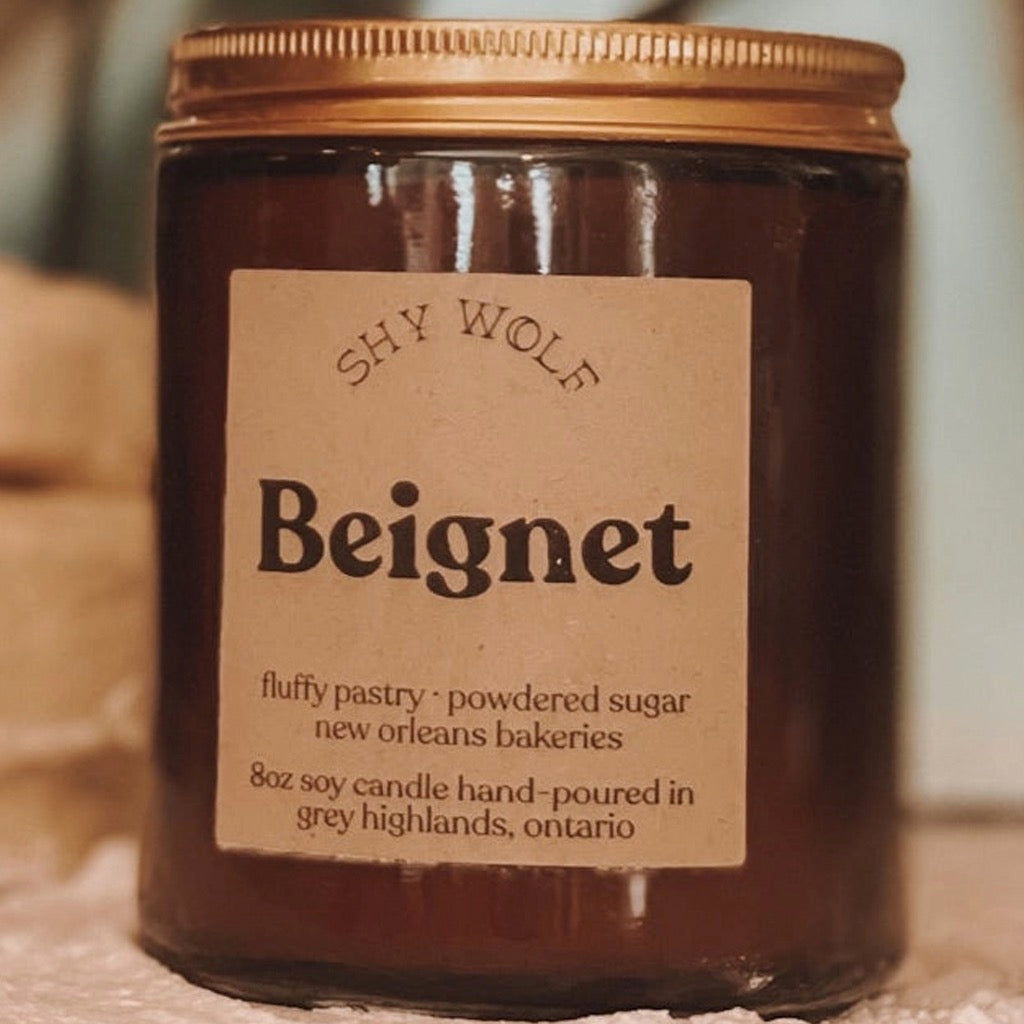 SHY WOLF
Beignet
fluffy pastry · powdered sugar
new orleans bakeries
8oz soy candle hand-poured in
grey highlands, ontario